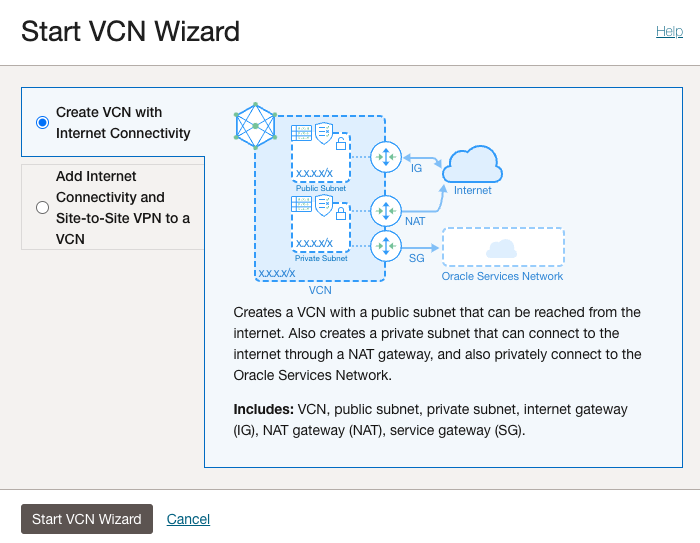 Start VCN Wizard
Help
Create VCN with
Internet Connectivity
Add Internet
Connectivity and
Site-to-Site VPN to a
VCN
X.X.X.X/X
Public Subnet
IG
Internet
X.X.X.X/X
Private Subnet
NAT
SG
X.X.X.X/X
VCN
Oracle Services Network
Creates a VCN with a public subnet that can be reached from the
internet. Also creates a private subnet that can connect to the
internet through a NAT gateway, and also privately connect to the
Oracle Services Network.
Includes: VCN, public subnet, private subnet, internet gateway
(IG), NAT gateway (NAT), service gateway (SG).
Start VCN Wizard
Cancel